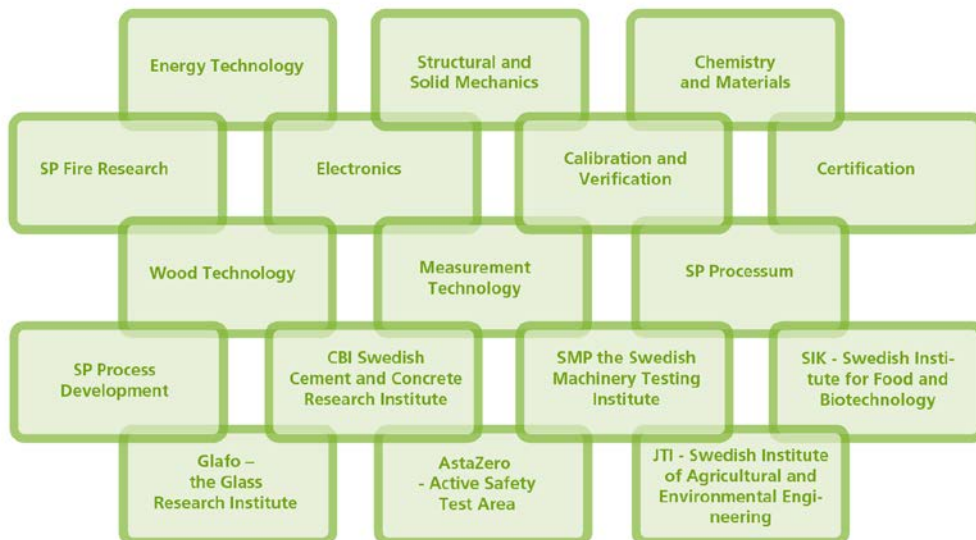 Energy Technology
Structural and
Solid Mechanics
Chemistry
and Materials
SP Fire Research
Electronics
Calibration and
Verification
Certification
Wood Technology
Measurement
Technology
SP Processum
SP Process
Development
CBI Swedish
Cement and Concrete
Research Institute
SMP the Swedish
Machinery Testing
Institute
SIK - Swedish Insti-
tute for Food and
Biotechnology
Glafo –
the Glass
Research Institute
AstaZero
- Active Safety
Test Area
JTI - Swedish Institute
of Agricultural and
Environmental Engi-
neering